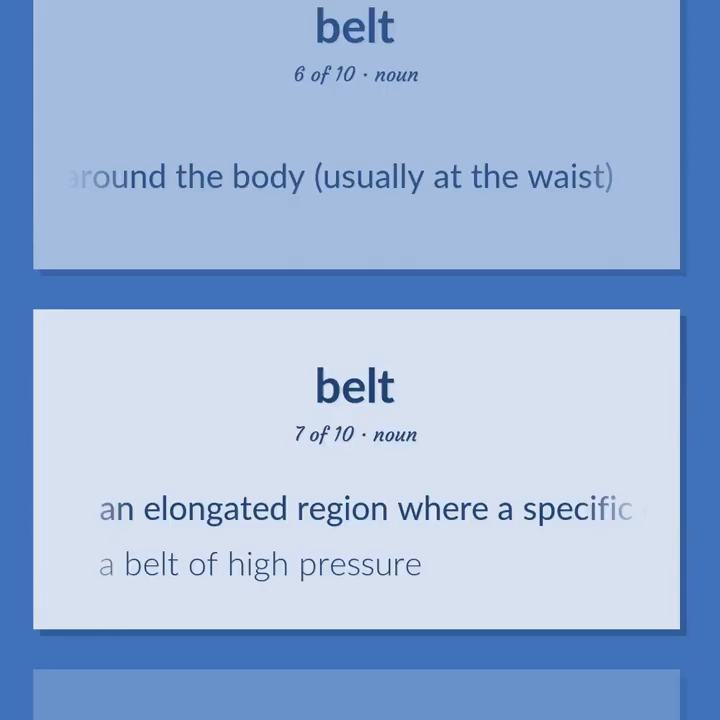 belt
6 of 10 · noun
around the body (usually at the waist)
belt
7 of 10 · noun
an elongated region where a specific
a belt of high pressure